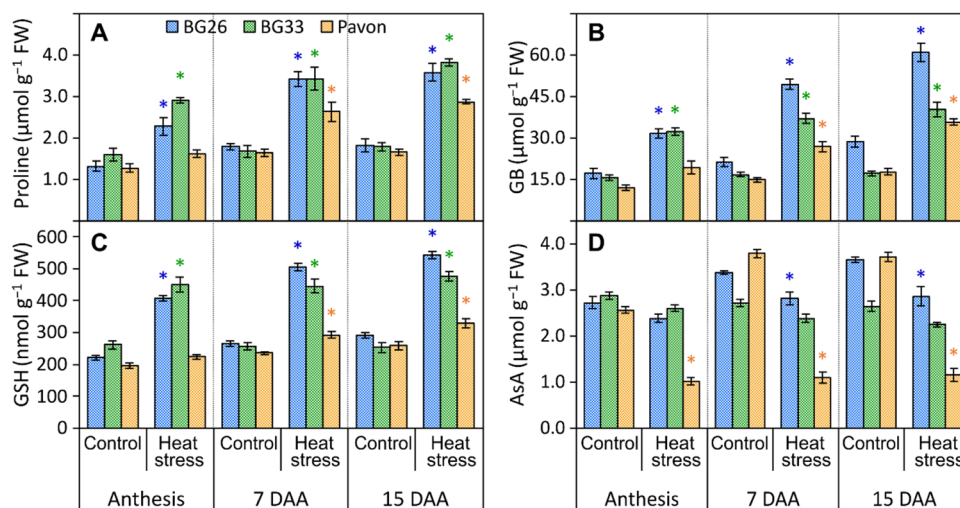 A
BG26 BG33 Pavon
Proline (µmol g⁻¹ FW)
4.0
3.0
2.0
1.0
* * * * * * * *
B
GB (µmol g⁻¹ FW)
60.0
45.0
30.0
15.0
* * * * * * * *
C
GSH (nmol g⁻¹ FW)
600
500
400
300
200
100
0
* * * * * * * *
Control Heat stress Control Heat stress Control Heat stress
Anthesis 7 DAA 15 DAA
D
AsA (µmol g⁻¹ FW)
4.0
3.0
2.0
1.0
0.0
* * * * *
Control Heat stress Control Heat stress Control Heat stress
Anthesis 7 DAA 15 DAA